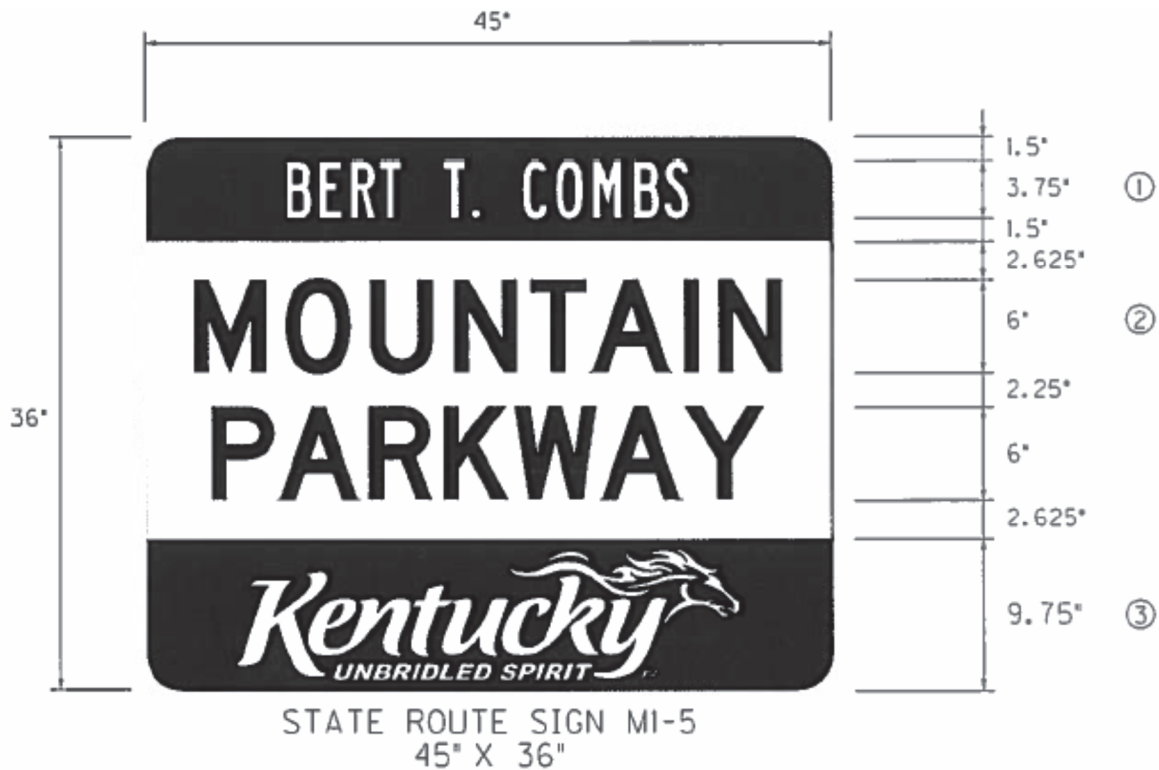 45"
BERT T. COMBS
MOUNTAIN
PARKWAY
Kentucky
UNBRIDLED SPIRIT
36"
1.5"
3.75" ①
1.5"
2.625"
6" ②
2.25"
6"
2.625"
9.75" ③
STATE ROUTE SIGN M1-5
45" X 36"